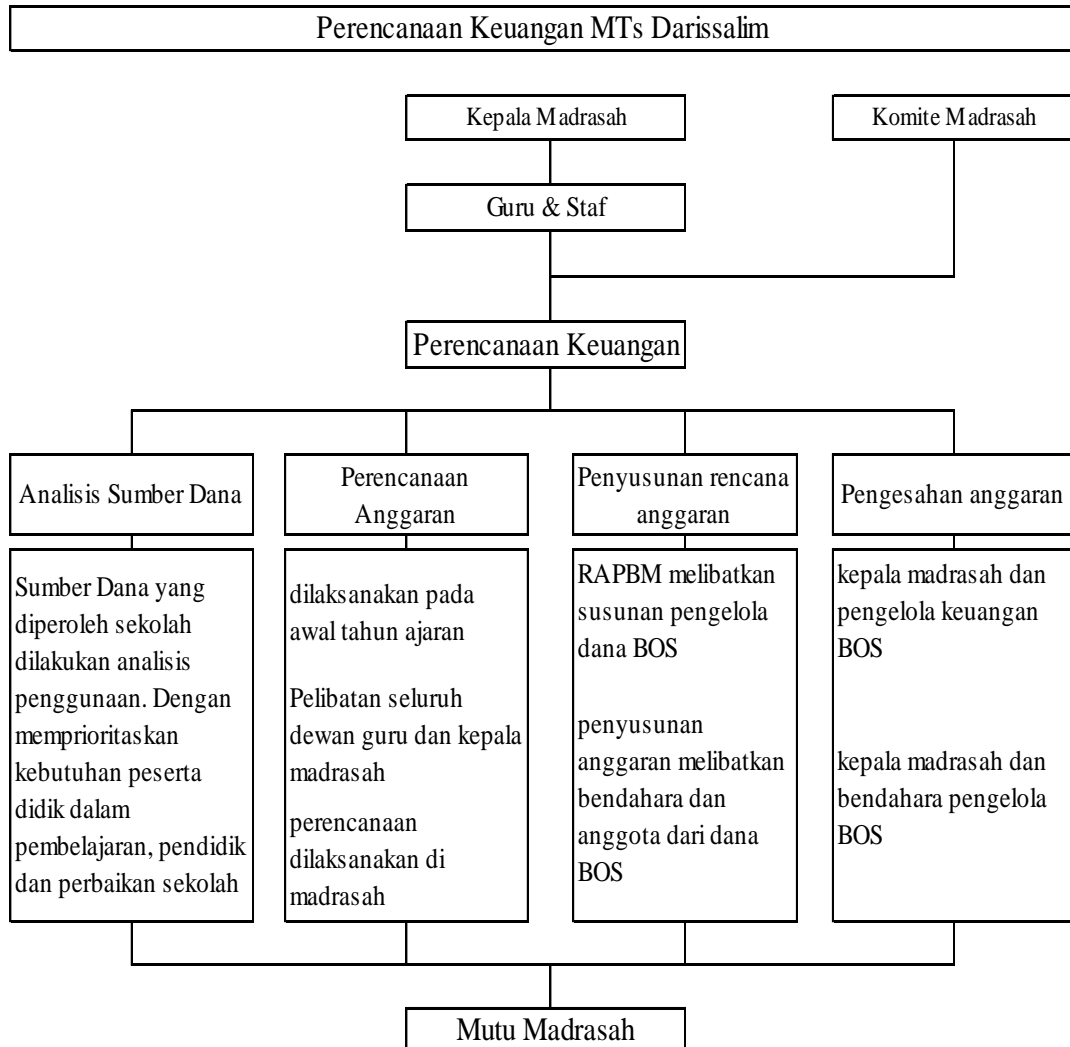 Perencanaan Keuangan MTs Darissalim
Kepala Madrasah
Komite Madrasah
Guru & Staf
Perencanaan Keuangan
Analisis Sumber Dana
Perencanaan
Anggaran
Penyusunan rencana
anggaran
Pengesahan anggaran
Sumber Dana yang
diperoleh sekolah
dilakukan analisis
penggunaan. Dengan
memprioritaskan
kebutuhan peserta
didik dalam
pembelajaran, pendidik
dan perbaikan sekolah
dilaksanakan pada
awal tahun ajaran
Pelibatan seluruh
dewan guru dan kepala
madrasah
perencanaan
dilaksanakan di
madrasah
RAPBM melibatkan
susunan pengelola
dana BOS
penyusunan
anggaran melibatkan
bendahara dan
anggota dari dana
BOS
kepala madrasah dan
pengelola keuangan
BOS
kepala madrasah dan
bendahara pengelola
BOS
Mutu Madrasah